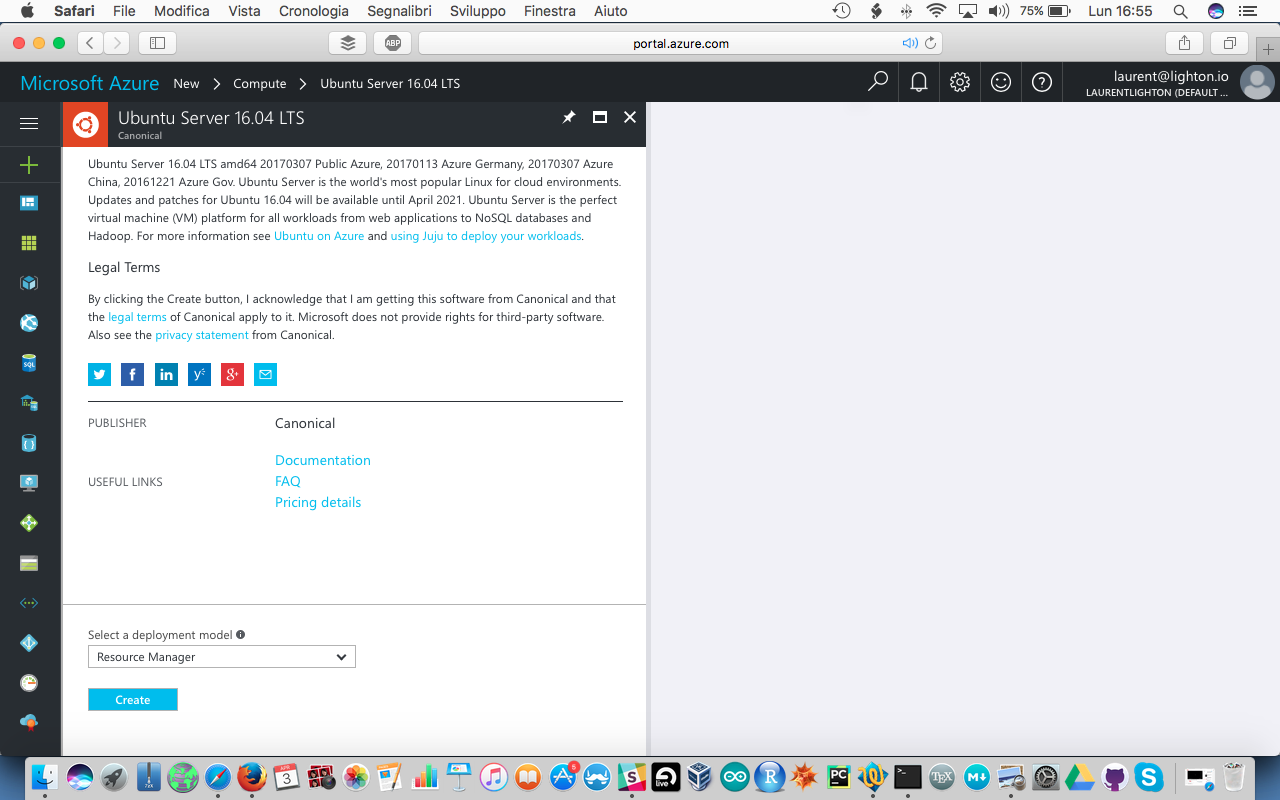 Safari File Modifica Vista Cronologia Segnalibri Sviluppo Finestra Aiuto 75% Lun 16:55
ABP portal.azure.com
Microsoft Azure New Compute Ubuntu Server 16.04 LTS laurent@lighton.io
LAURENTLIGHTON (DEFAULT ...
Ubuntu Server 16.04 LTS
Canonical
Ubuntu Server 16.04 LTS amd64 20170307 Public Azure, 20170113 Azure Germany, 20170307 Azure
China, 20161221 Azure Gov. Ubuntu Server is the world's most popular Linux for cloud environments.
Updates and patches for Ubuntu 16.04 will be available until April 2021. Ubuntu Server is the perfect
virtual machine (VM) platform for all workloads from web applications to NoSQL databases and
Hadoop. For more information see Ubuntu on Azure and using Juju to deploy your workloads.
Legal Terms
By clicking the Create button, I acknowledge that I am getting this software from Canonical and that
the legal terms of Canonical apply to it. Microsoft does not provide rights for third-party software.
Also see the privacy statement from Canonical.
SQL
PUBLISHER Canonical
Documentation
USEFUL LINKS FAQ
Pricing details
Select a deployment model
Resource Manager
Create
APR
3
5
live
R
PC
TEX
M